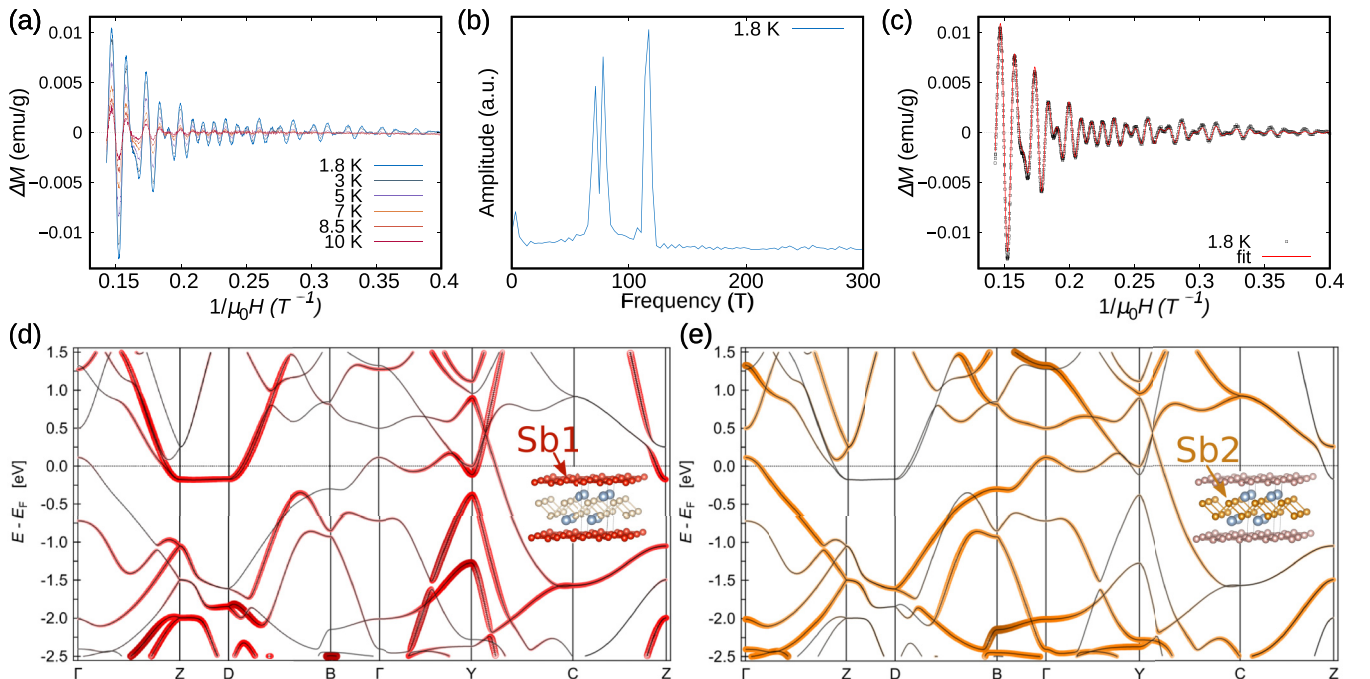 (a)
0.01
0.005
0
−0.005
−0.01
ΔM (emu/g)
1.8 K
3 K
5 K
7 K
8.5 K
10 K
0.15 0.2 0.25 0.3 0.35 0.4
1/μ0H (T −1)
(b)
Amplitude (a.u.)
1.8 K
0 100 200 300
Frequency (T)
(c)
0.01
0.005
0
−0.005
−0.01
ΔM (emu/g)
1.8 K
fit
0.15 0.2 0.25 0.3 0.35 0.4
1/μ0H (T −1)
(d)
1.5
1.0
0.5
0.0
-0.5
-1.0
-1.5
-2.0
-2.5
E - EF [eV]
Sb1
Γ Z D B Γ Y C Z
(e)
1.5
1.0
0.5
0.0
-0.5
-1.0
-1.5
-2.0
-2.5
E - EF [eV]
Sb2
Γ Z D B Γ Y C Z